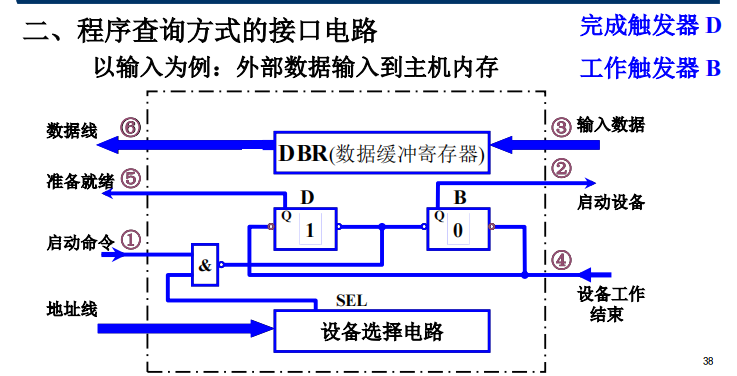 二、程序查询方式的接口电路
完成触发器 D
以输入为例：外部数据输入到主机内存
工作触发器 B
数据线 ⑥
DBR(数据缓冲寄存器)
③ 输入数据
准备就绪 ⑤
②
D
B
启动设备
Q
1
Q
0
启动命令 ①
&
④
设备工作
结束
地址线
SEL
设备选择电路
38